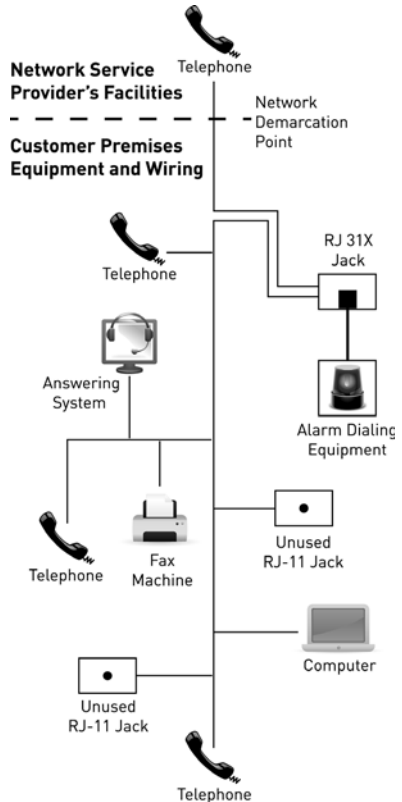 Telephone
Network Service
Provider's Facilities
Network
Demarcation
Point
Customer Premises
Equipment and Wiring
RJ 31X
Jack
Telephone
Answering
System
Alarm Dialing
Equipment
Telephone
Fax
Machine
Unused
RJ-11 Jack
Computer
Unused
RJ-11 Jack
Telephone